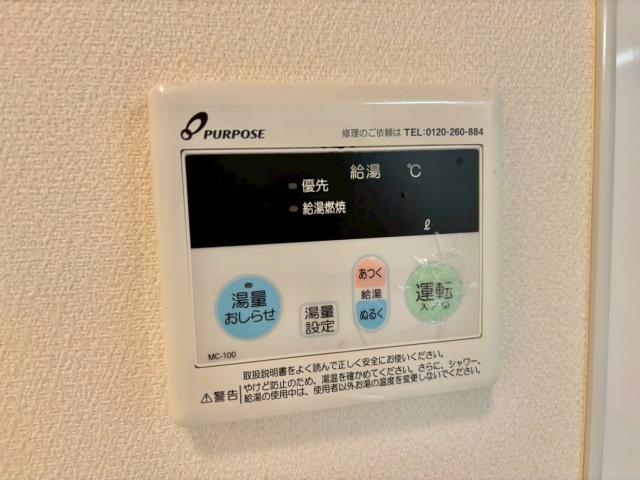 PURPOSE
修理のご依頼は TEL:0120-260-884
給湯 ℃
優先
給湯燃焼
ℓ
湯量
おしらせ
湯量
設定
あつく
給湯
ぬるく
運転
入/切
MC-100
取扱説明書をよく読んで正しく安全にお使いください。
⚠警告 やけど防止のため、湯温を確かめてください。さらに、シャワー、
給湯の使用中は、使用者以外お湯の温度を変更しないでください。